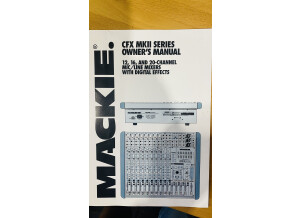 MACKIE.
CFX MKII SERIES
OWNER'S MANUAL
12, 16, AND 20-CHANNEL
MIC/LINE MIXERS
WITH DIGITAL EFFECTS